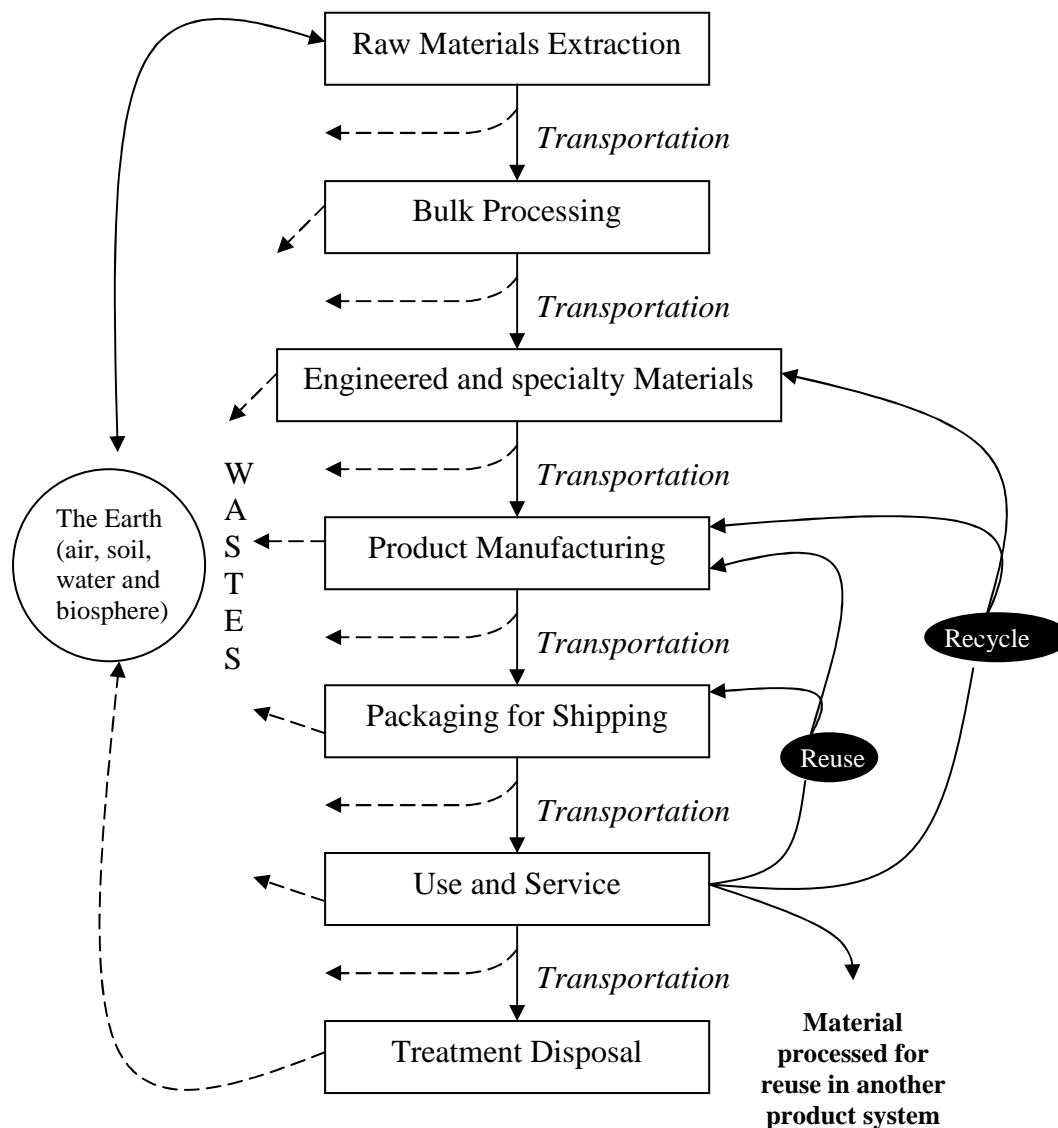 Raw Materials Extraction
Transportation
Bulk Processing
Transportation
Engineered and specialty Materials
Transportation
W
A
S
T
E
S
The Earth
(air, soil,
water and
biosphere)
Product Manufacturing
Transportation
Recycle
Packaging for Shipping
Reuse
Transportation
Use and Service
Transportation
Treatment Disposal
Material
processed for
reuse in another
product system